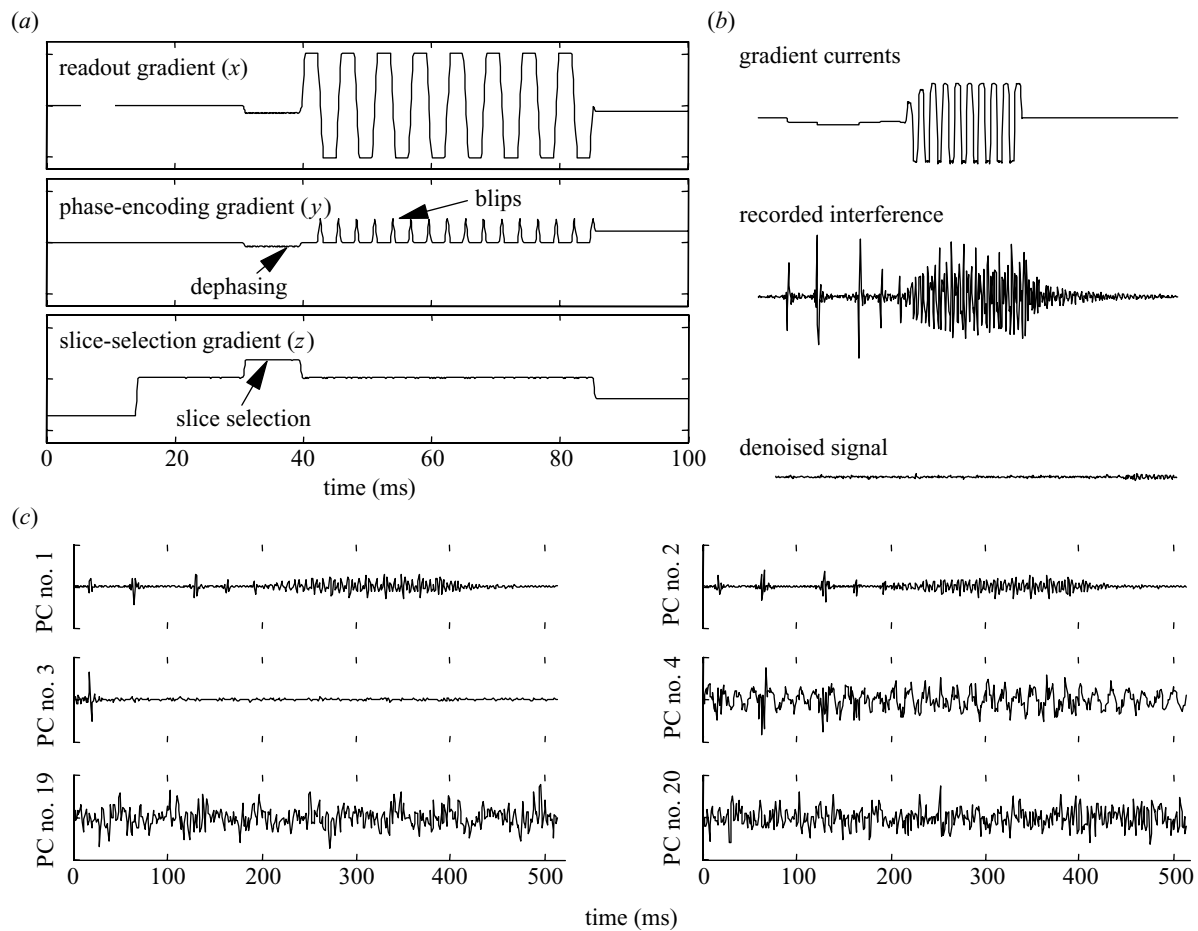 (a)
readout gradient (x)
phase-encoding gradient (y)
blips
dephasing
slice-selection gradient (z)
slice selection
0 20 40 60 80 100
time (ms)
(b)
gradient currents
recorded interference
denoised signal
(c)
PC no. 1
PC no. 2
PC no. 3
PC no. 4
PC no. 19
PC no. 20
0 100 200 300 400 500
0 100 200 300 400 500
time (ms)